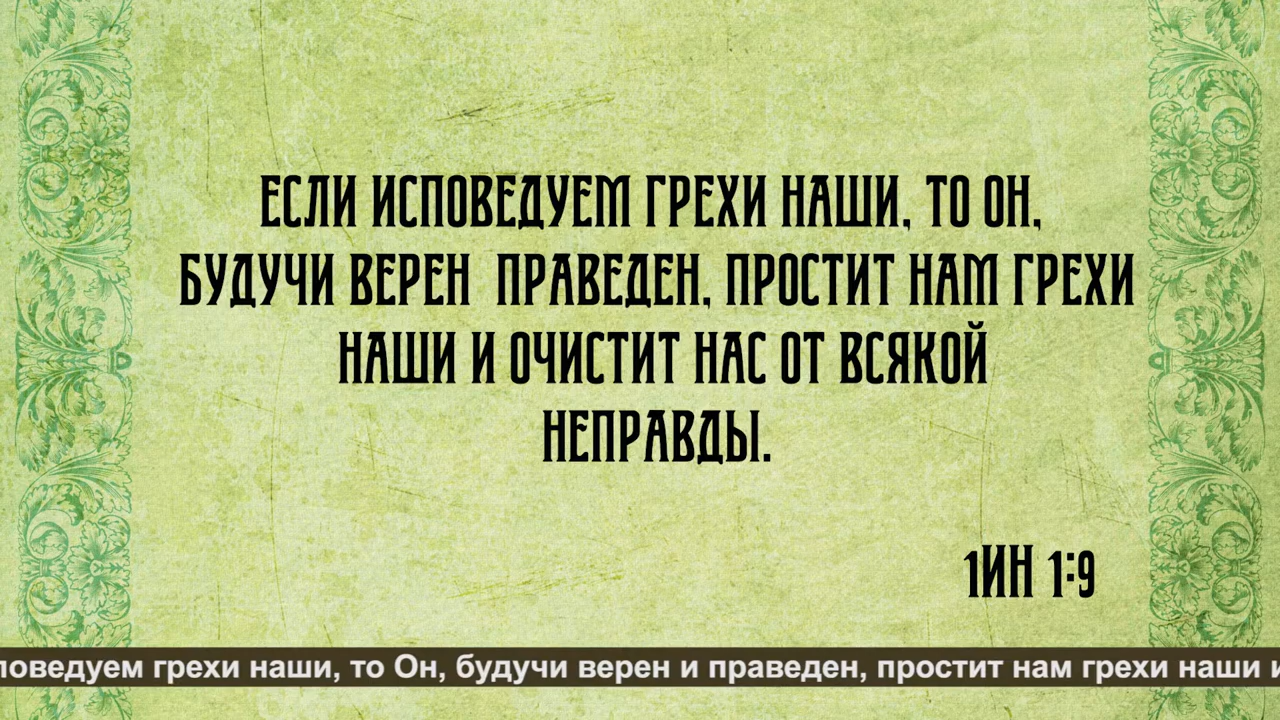 ЕСЛИ ИСПОВЕДУЕМ ГРЕХИ НАШИ, ТО ОН,
БУДУЧИ ВЕРЕН  ПРАВЕДЕН, ПРОСТИТ НАМ ГРЕХИ
НАШИ И ОЧИСТИТ НАС ОТ ВСЯКОЙ
НЕПРАВДЫ.
1ИН 1:9
поведуем грехи наши, то Он, будучи верен и праведен, простит нам грехи наши и